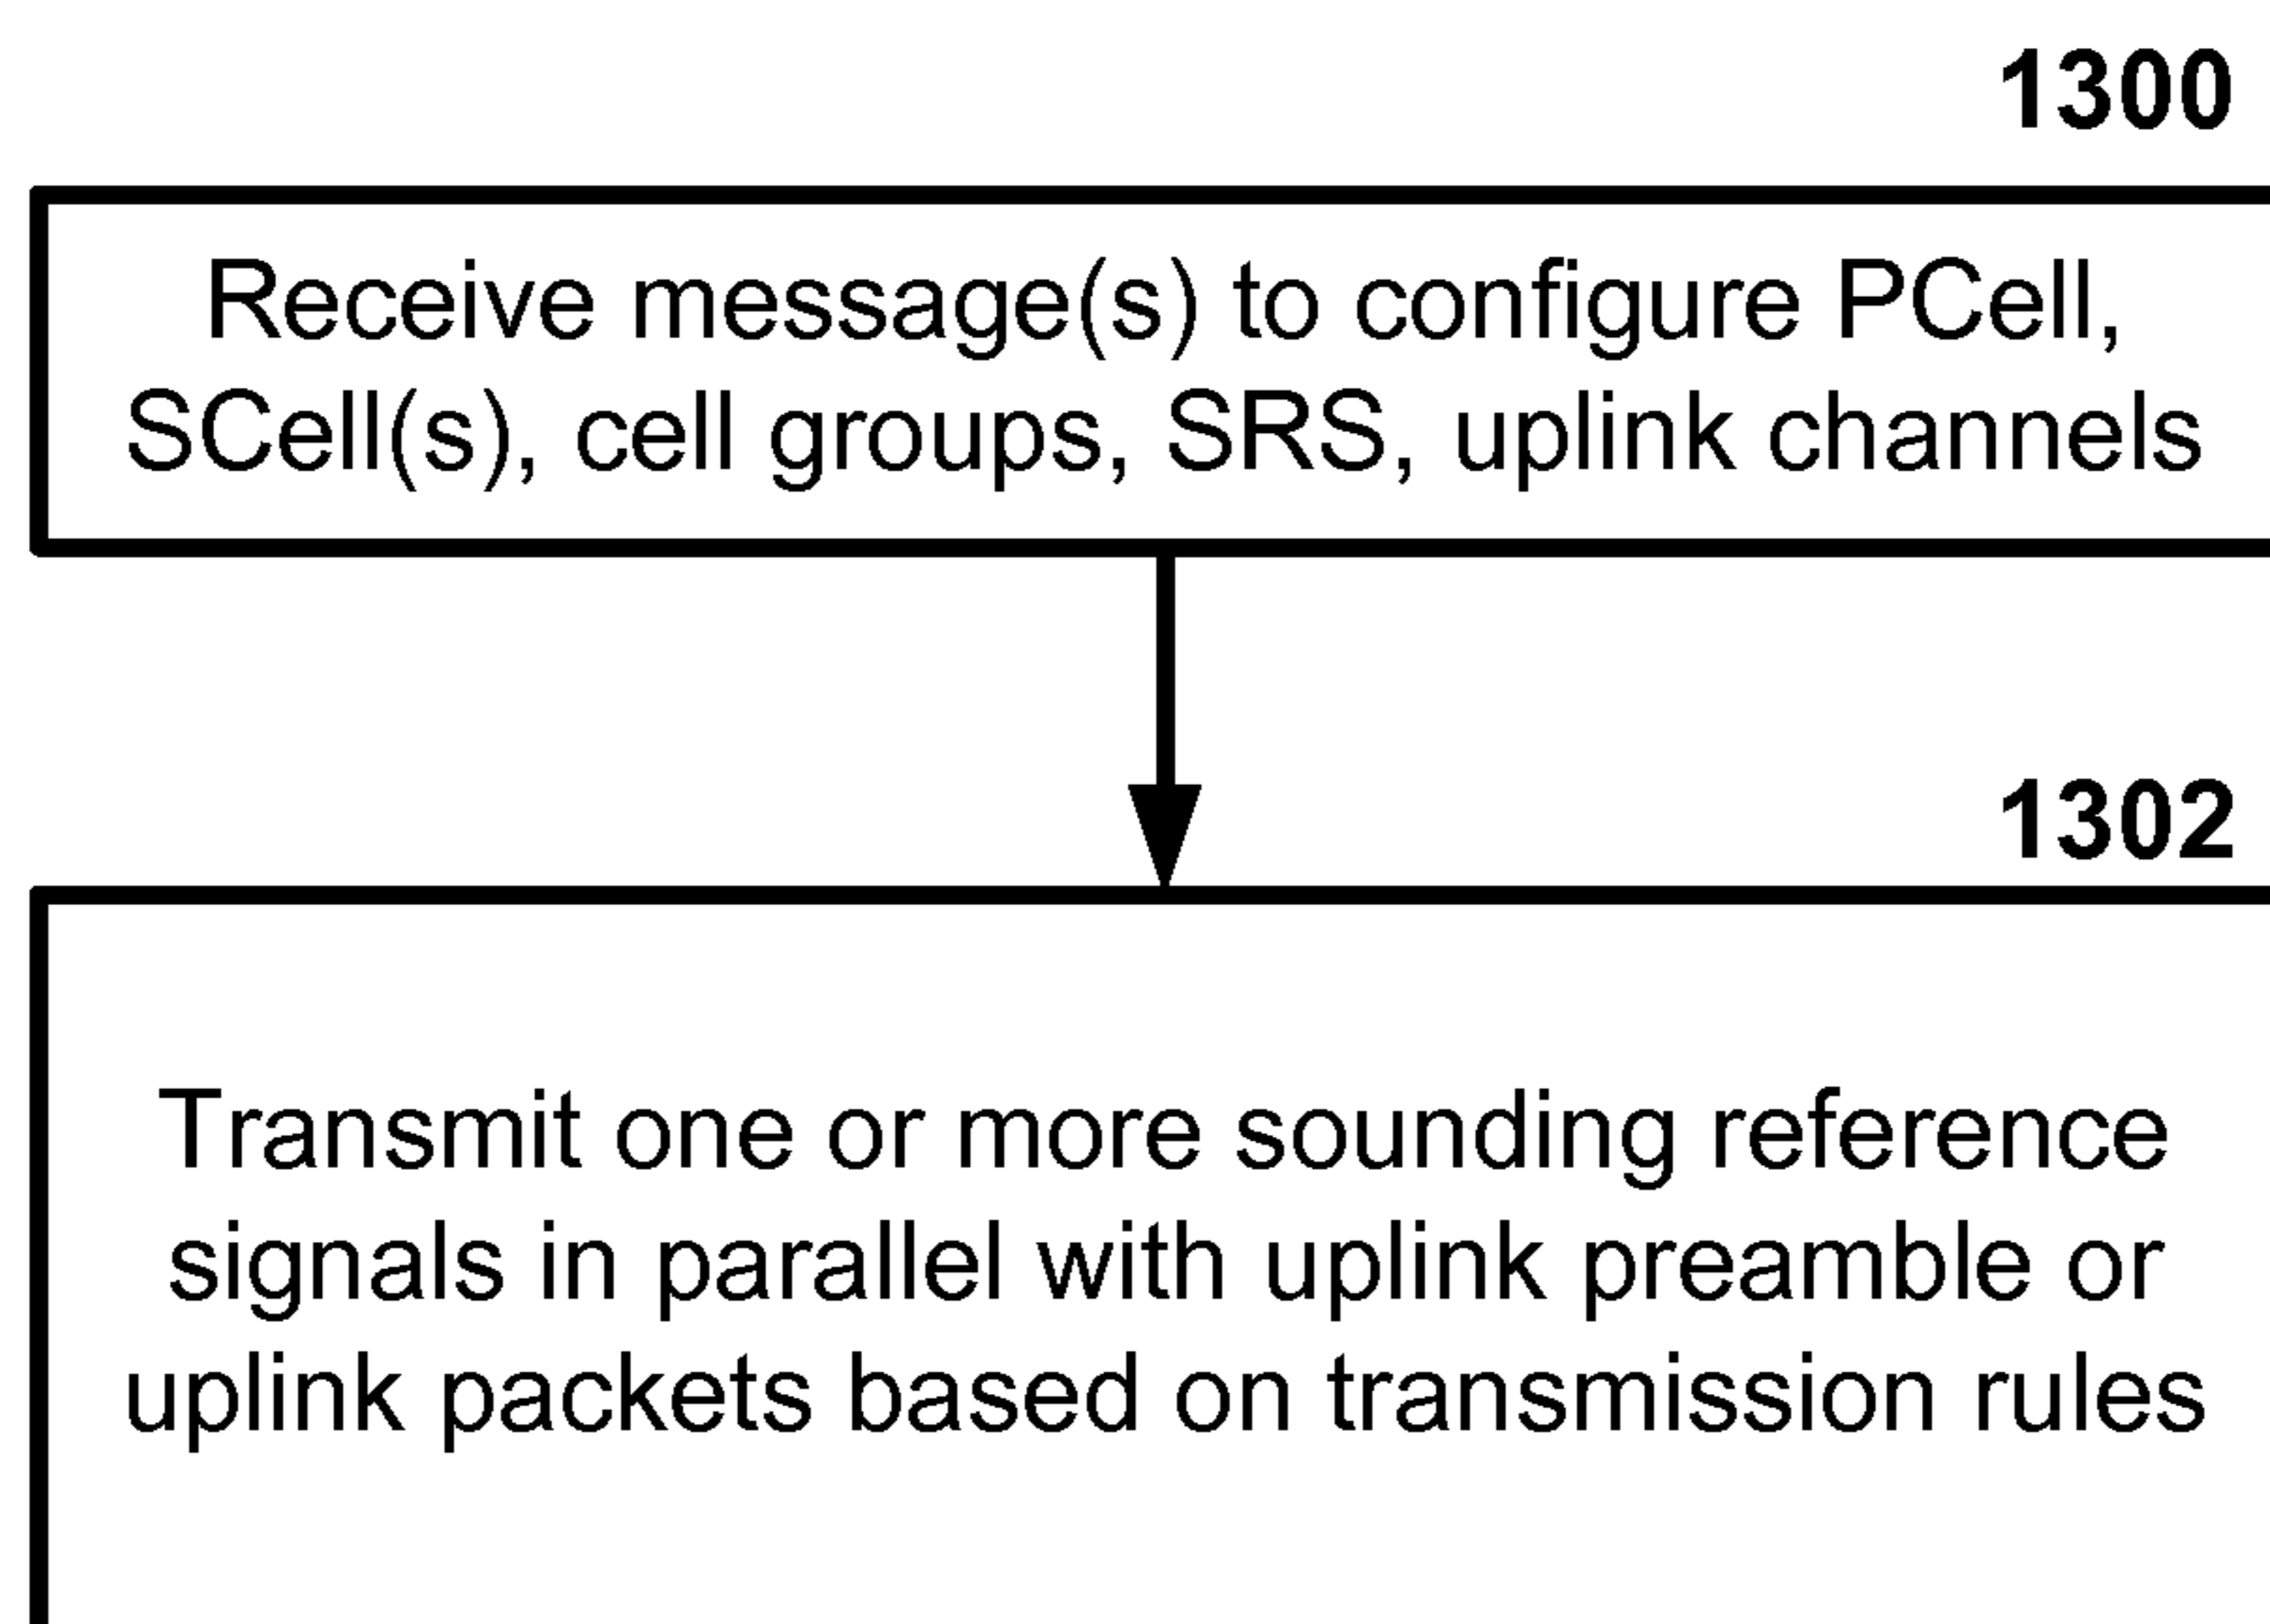 1300
Receive message(s) to configure PCell,
SCell(s), cell groups, SRS, uplink channels
1302
Transmit one or more sounding reference
signals in parallel with uplink preamble or
uplink packets based on transmission rules